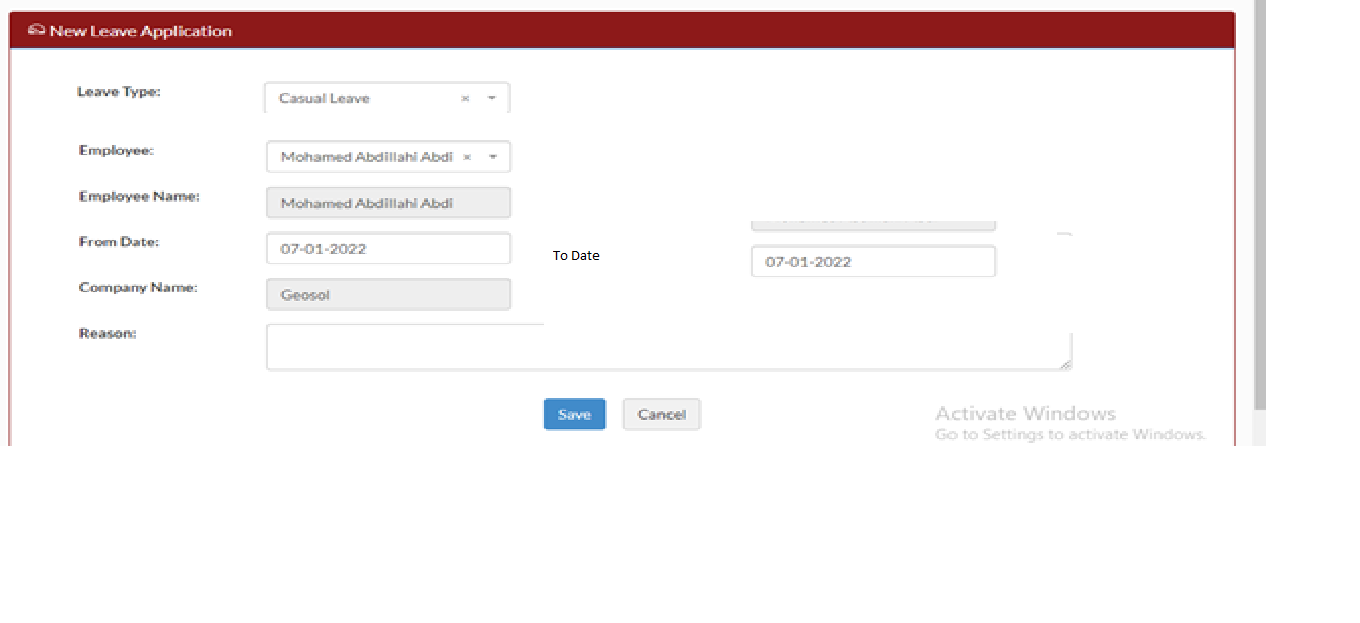 New Leave Application
Leave Type:
Casual Leave × 
Employee:
Mohamed Abdillahi Abdi ×
Employee Name:
Mohamed Abdillahi Abdi
From Date:
07-01-2022
To Date
07-01-2022
Company Name:
Geosol
Reason:
Save
Cancel
Activate Windows
Go to Settings to activate Windows.